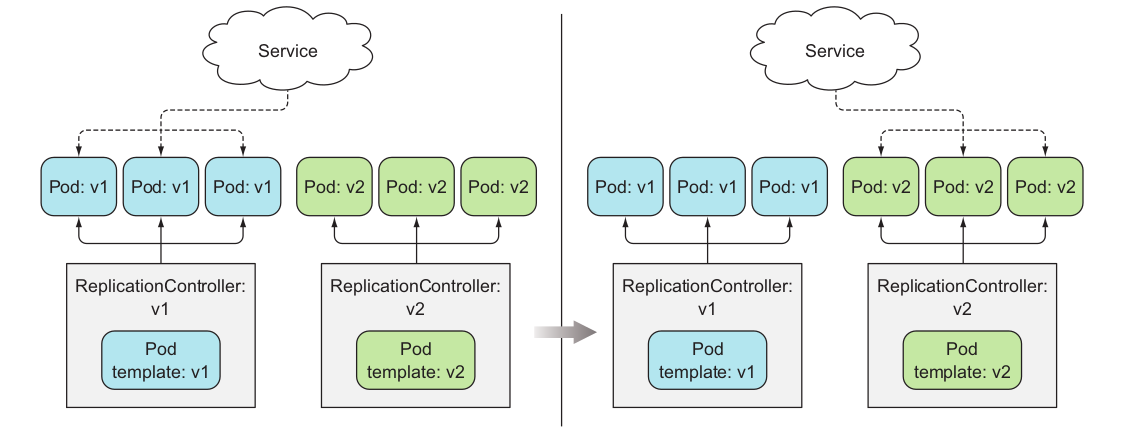 Service
Service
Pod: v1
Pod: v1
Pod: v1
Pod: v2
Pod: v2
Pod: v2
Pod: v1
Pod: v1
Pod: v1
Pod: v2
Pod: v2
Pod: v2
ReplicationController:
v1
Pod
template: v1
ReplicationController:
v2
Pod
template: v2
ReplicationController:
v1
Pod
template: v1
ReplicationController:
v2
Pod
template: v2